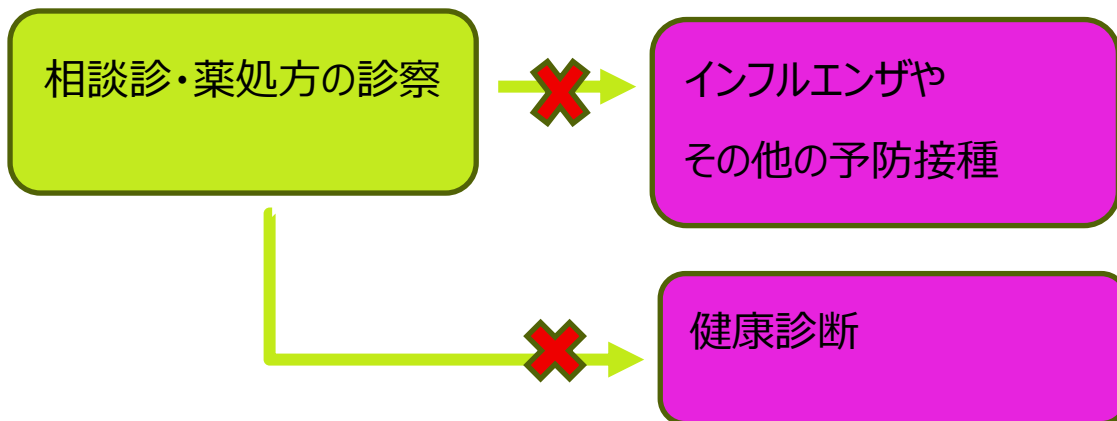 相談診・薬処方の診察
インフルエンザや
その他の予防接種
健康診断